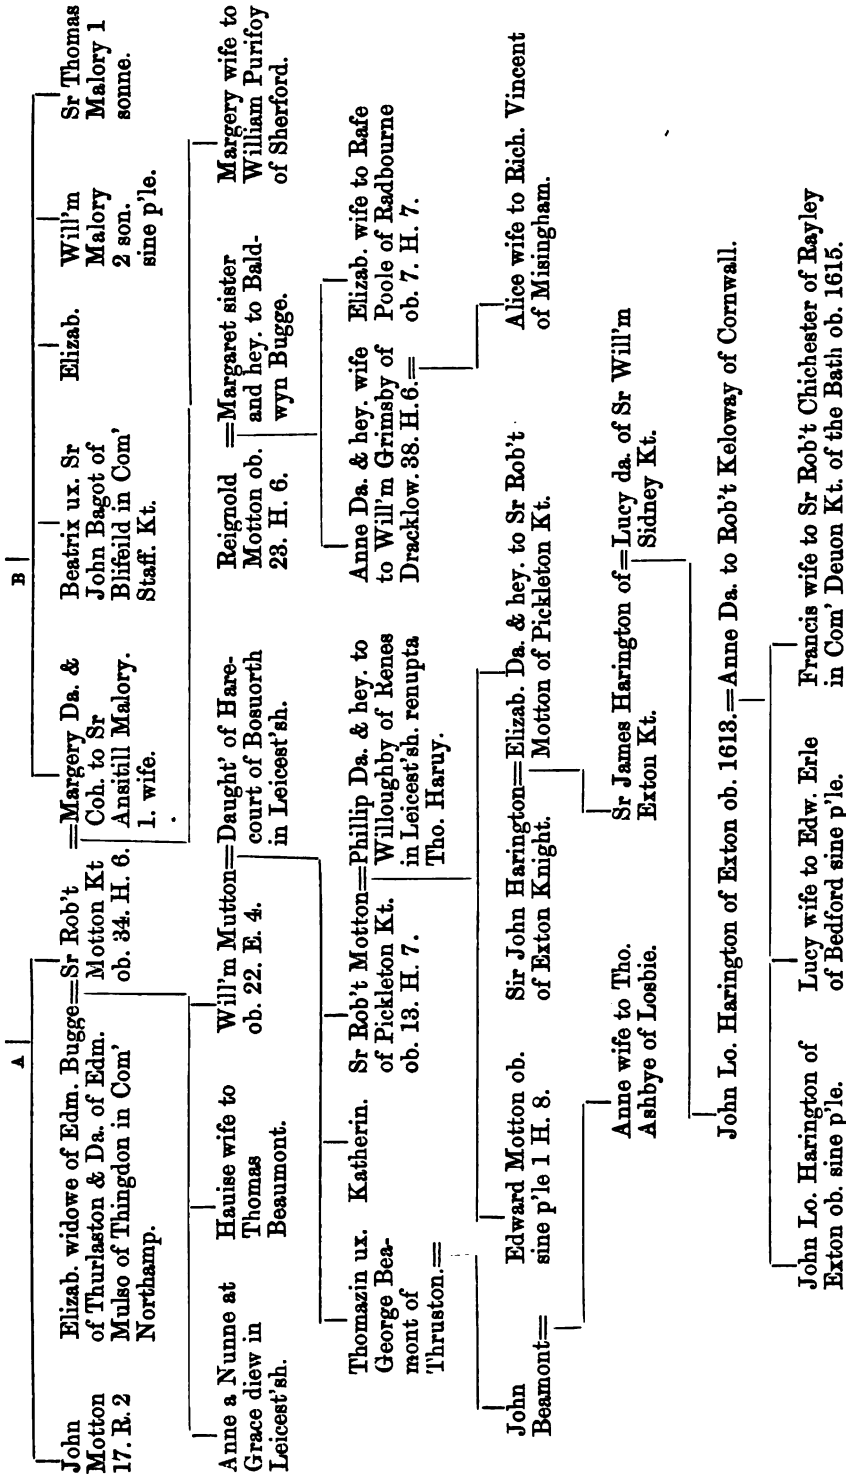 A
B
John
Motton
17. R. 2
Elizab. widowe of Edm. Bugge=Sr Rob't
of Thurlaston & Da. of Edm.
Mulso of Thingdon in Com'
Northamp.
Motton Kt
ob. 34. H. 6.
=Margery Da. &
Coh. to Sr
Ansitill Malory.
1. wife.
Beatrix ux. Sr
John Bagot of
Blifeild in Com'
Staff. Kt.
Elizab.
Will'm
Malory
2 son.
sine p'le.
Sr Thomas
Malory 1
sonne.
Anne a Nunne at
Grace diew in
Leicest'sh.
Hauise wife to
Thomas
Beaumont.
Will'm Mutton=Daught' of Hare-
ob. 22. E. 4.
court of Bosuorth
in Leicest'sh.
Reignold
Motton ob.
23. H. 6.
=Margaret sister
and hey. to Bald-
wyn Bugge.
Margery wife to
William Purifoy
of Sherford.
Thomazin ux.
George Bea-
mont of
Thruston.=
Katherin.
Sr Rob't Motton=Phillip Da. & hey. to
of Pickleton Kt.
ob. 13. H. 7.
Willoughby of Renes
in Leicest'sh. renupta
Tho. Haruy.
Anne Da. & hey. wife
to Will'm Grimsby of
Dracklow. 38. H.6.=
Elizab. wife to Rafe
Poole of Radbourne
ob. 7. H. 7.
John
Beamont=
Edward Motton ob.
sine p'le 1 H. 8.
Sir John Harington=Elizab. Da. & hey. to Sr Rob't
of Exton Knight.
Motton of Pickleton Kt.
Alice wife to Rich. Vincent
of Misingham.
Anne wife to Tho.
Ashbye of Losbie.
Sr James Harington of=Lucy da. of Sr Will'm
Exton Kt.
Sidney Kt.
John Lo. Harington of Exton ob. 1613.=Anne Da. to Rob't Keloway of Cornwall.
John Lo. Harington of
Exton ob. sine p'le.
Lucy wife to Edw. Erle
of Bedford sine p'le.
Francis wife to Sr Rob't Chichester of Rayley
in Com' Deuon Kt. of the Bath ob. 1615.